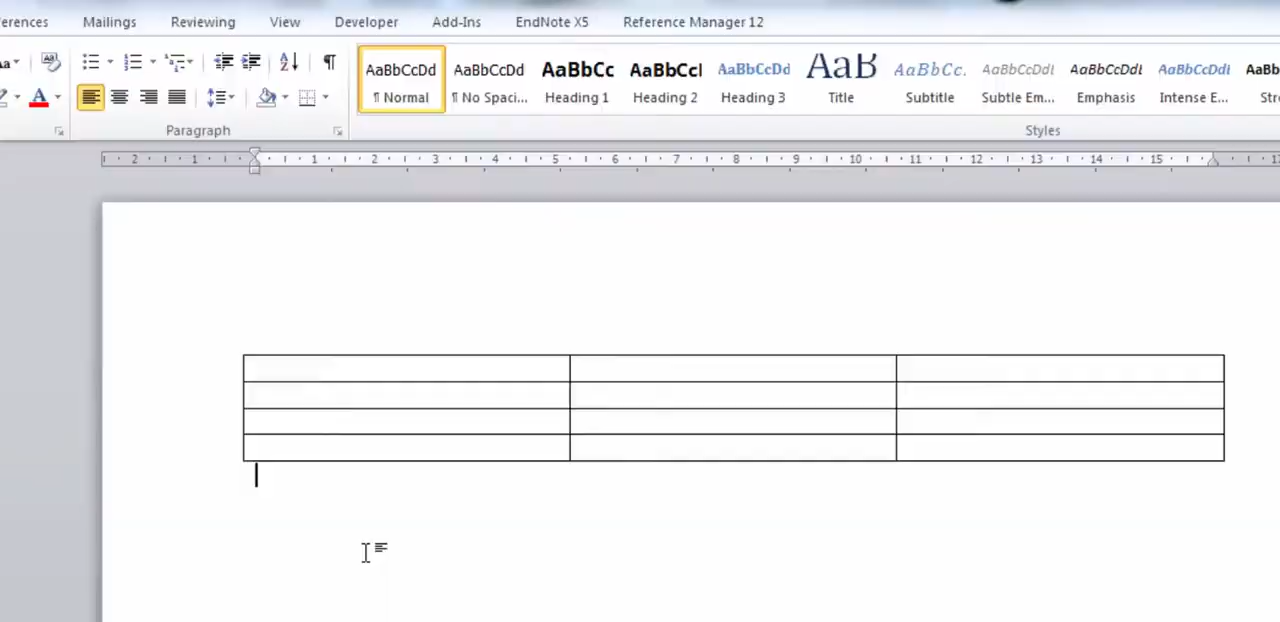 erences Mailings Reviewing View Developer Add-Ins EndNote X5 Reference Manager 12
AaBbCcDd AaBbCcDd AaBbCc AaBbCcI AaBbCcDd AaB AaBbCc. AaBbCcDdI AaBbCcDdI AaBbCcDdI AaBb
¶ Normal ¶ No Spaci... Heading 1 Heading 2 Heading 3 Title Subtitle Subtle Em... Emphasis Intense E... Stro
Paragraph Styles
2 1 1 2 3 4 5 6 7 8 9 10 11 12 13 14 15